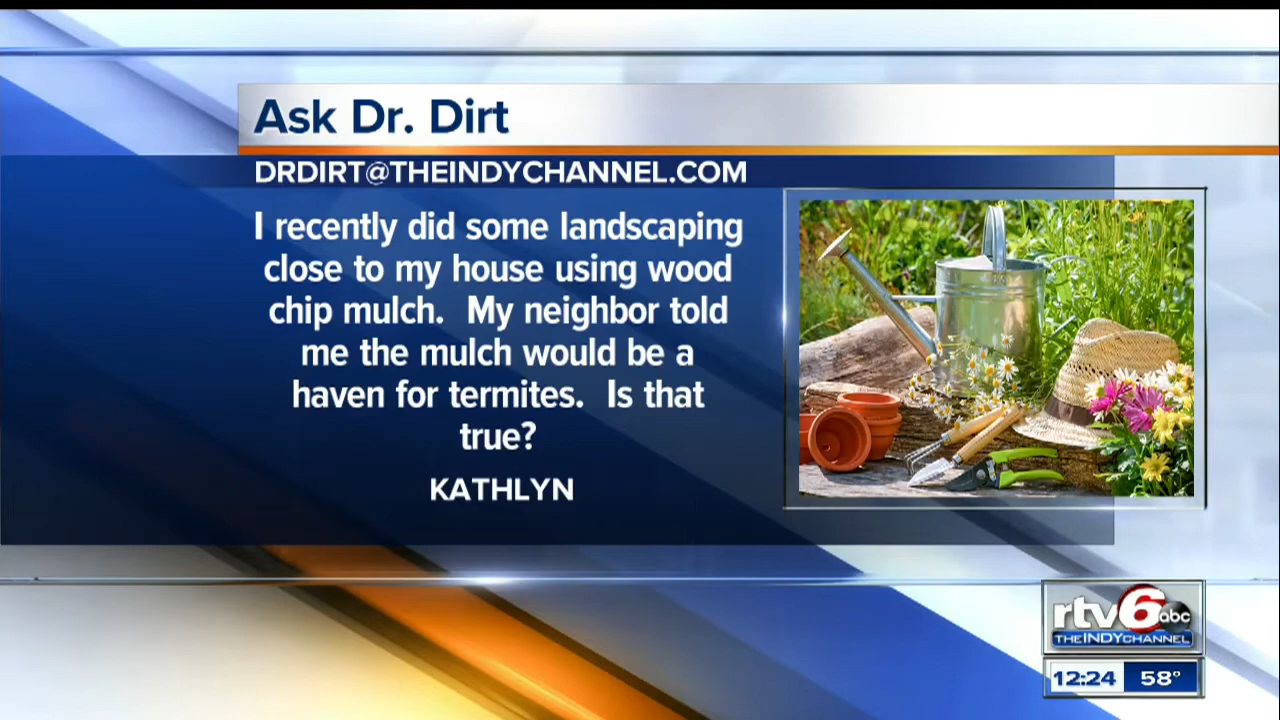 Ask Dr. Dirt
DRDIRT@THEINDYCHANNEL.COM
I recently did some landscaping
close to my house using wood
chip mulch.  My neighbor told
me the mulch would be a
haven for termites.  Is that
true?
KATHLYN
rtv6 abc
THEINDYCHANNEL
12:24 58°